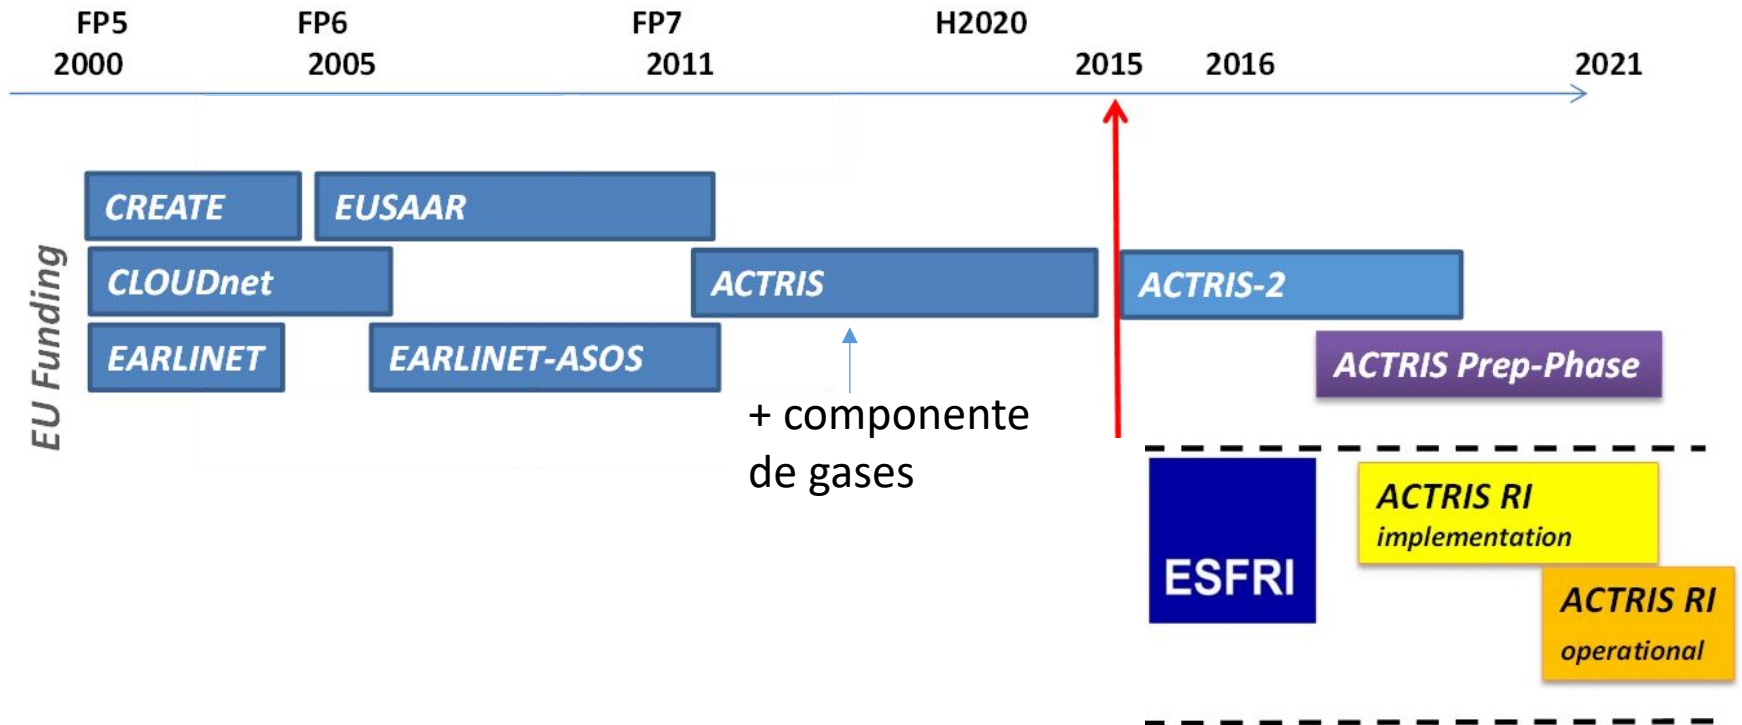 FP5 FP6 FP7 H2020
2000 2005 2011 2015 2016 2021
EU Funding
CREATE EUSAAR
CLOUDnet ACTRIS ACTRIS-2
EARLINET EARLINET-ASOS ACTRIS Prep-Phase
+ componente
de gases
ESFRI
ACTRIS RI
implementation
ACTRIS RI
operational